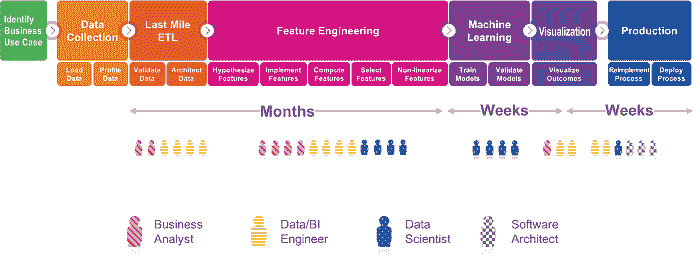 Identify
Business
Use Case
Data
Collection
Last Mile
ETL
Feature Engineering
Machine
Learning
Visualization
Production
Load
Data
Profile
Data
Validate
Data
Architect
Data
Hypothesize
Features
Implement
Features
Compute
Features
Select
Features
Non-linearize
Features
Train
Models
Validate
Models
Visualize
Outcomes
Reimplement
Process
Deploy
Process
Months
Weeks
Weeks
Business
Analyst
Data/BI
Engineer
Data
Scientist
Software
Architect